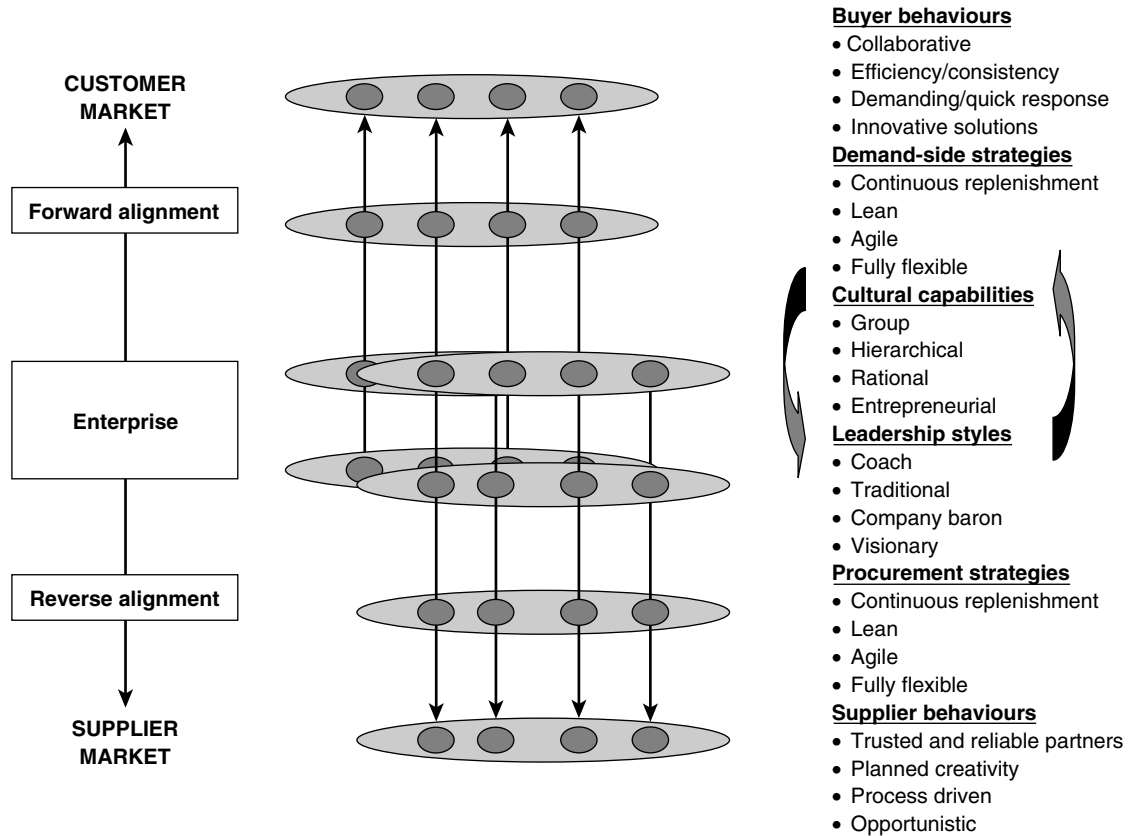 CUSTOMER
MARKET
Forward alignment
Enterprise
Reverse alignment
SUPPLIER
MARKET
Buyer behaviours
• Collaborative
• Efficiency/consistency
• Demanding/quick response
• Innovative solutions
Demand-side strategies
• Continuous replenishment
• Lean
• Agile
• Fully flexible
Cultural capabilities
• Group
• Hierarchical
• Rational
• Entrepreneurial
Leadership styles
• Coach
• Traditional
• Company baron
• Visionary
Procurement strategies
• Continuous replenishment
• Lean
• Agile
• Fully flexible
Supplier behaviours
• Trusted and reliable partners
• Planned creativity
• Process driven
• Opportunistic